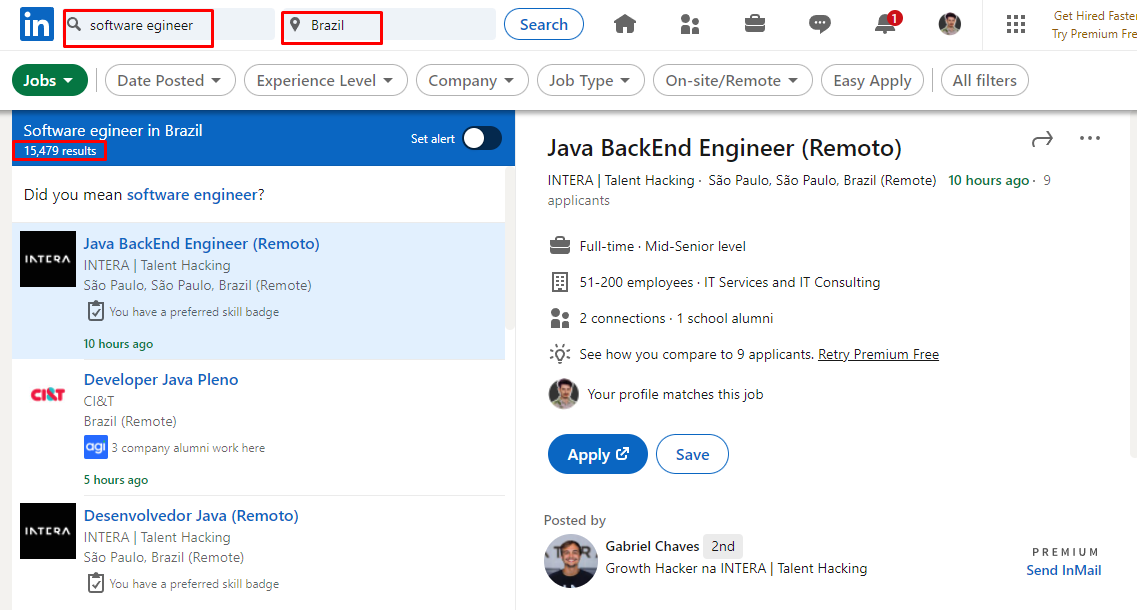 in
software egineer
Brazil
Search
1
Get Hired Faster
Try Premium Fre
Jobs
Date Posted
Experience Level
Company
Job Type
On-site/Remote
Easy Apply
All filters
Software egineer in Brazil
15,479 results
Set alert
Did you mean software engineer?
INTERA
Java BackEnd Engineer (Remoto)
INTERA | Talent Hacking
São Paulo, São Paulo, Brazil (Remote)
You have a preferred skill badge
10 hours ago
CI&T
Developer Java Pleno
CI&T
Brazil (Remote)
agi
3 company alumni work here
5 hours ago
INTERA
Desenvolvedor Java (Remoto)
INTERA | Talent Hacking
São Paulo, Brazil (Remote)
You have a preferred skill badge
Java BackEnd Engineer (Remoto)
INTERA | Talent Hacking · São Paulo, São Paulo, Brazil (Remote) 10 hours ago · 9
applicants
Full-time · Mid-Senior level
51-200 employees · IT Services and IT Consulting
2 connections · 1 school alumni
See how you compare to 9 applicants. Retry Premium Free
Your profile matches this job
Apply
Save
Posted by
Gabriel Chaves 2nd
Growth Hacker na INTERA | Talent Hacking
PREMIUM
Send InMail